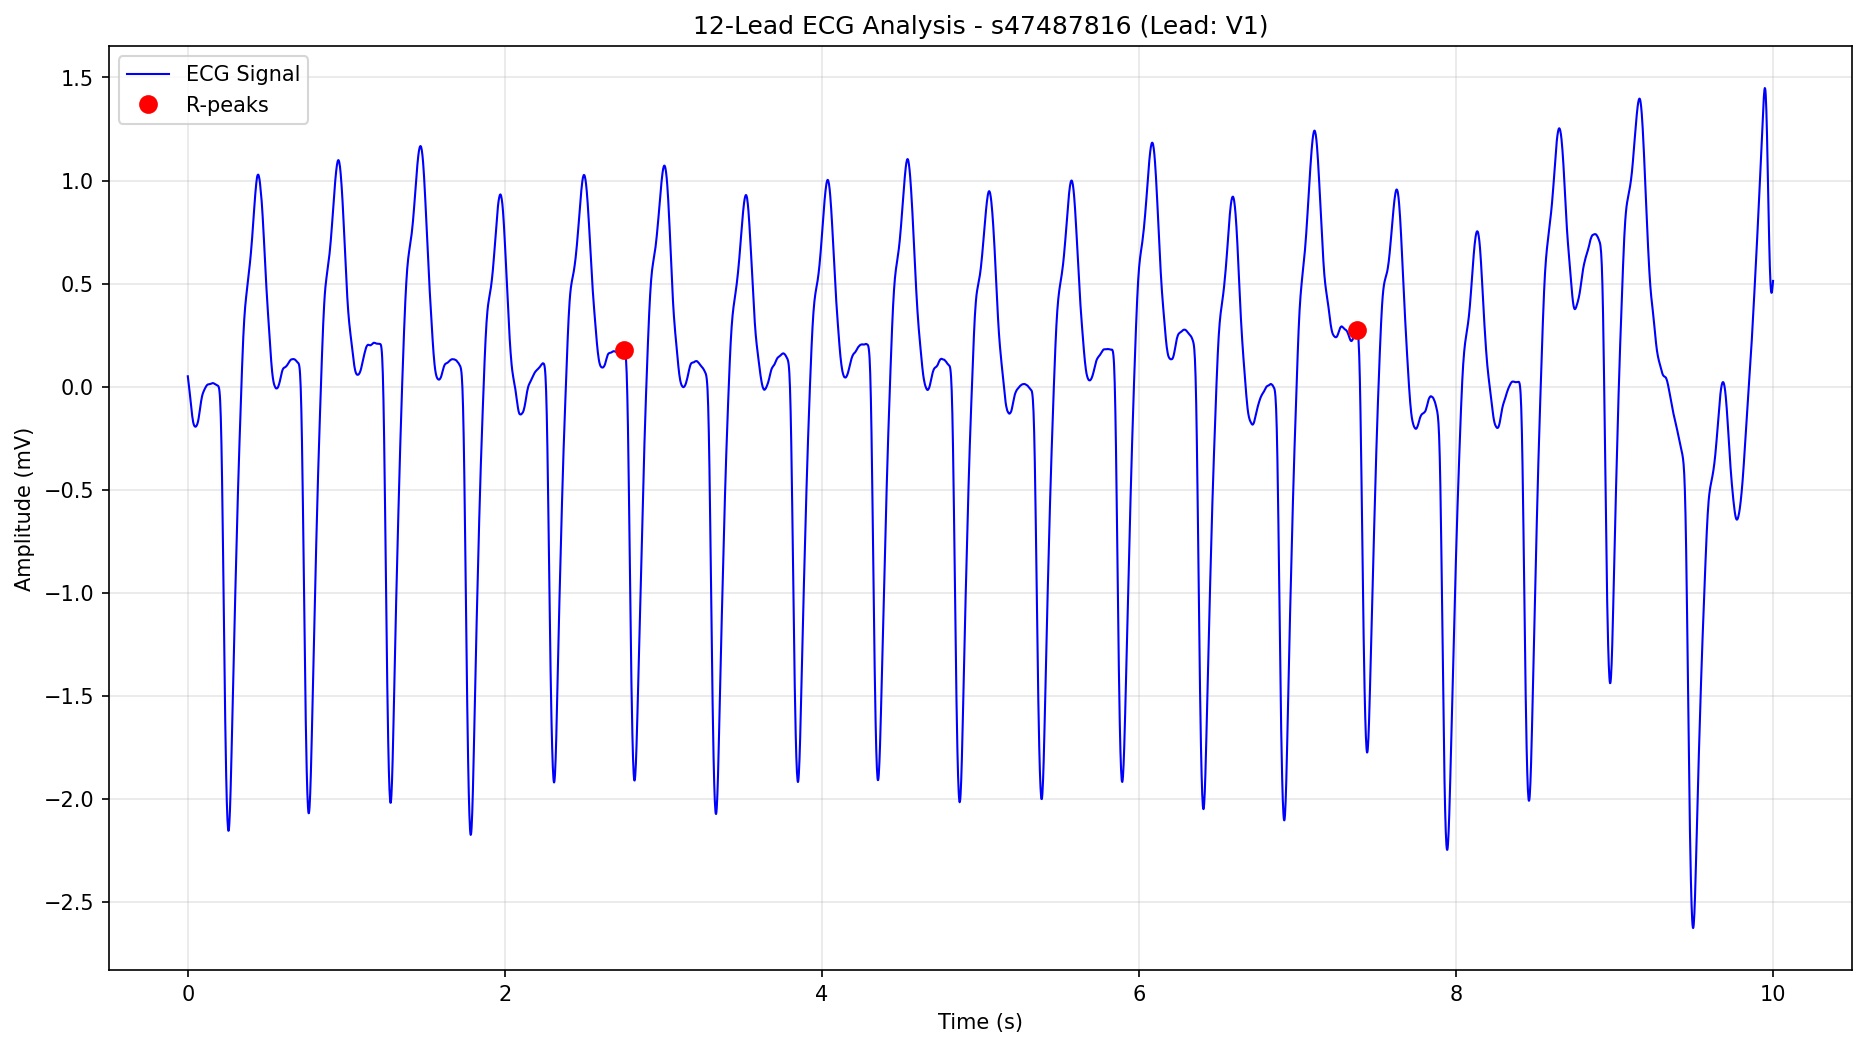 12-Lead ECG Analysis - s47487816 (Lead: V1)
ECG Signal
R-peaks
1.5
1.0
0.5
0.0
−0.5
−1.0
−1.5
−2.0
−2.5
Amplitude (mV)
0 2 4 6 8 10
Time (s)